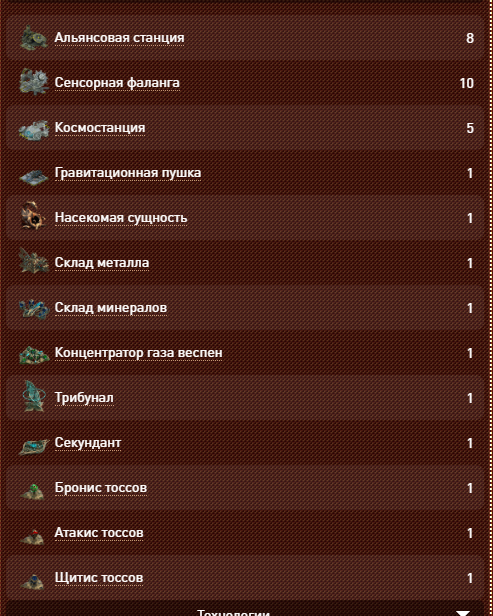 Альянсовая станция 8
Сенсорная фаланга 10
Космостанция 5
Гравитационная пушка 1
Насекомая сущность 1
Склад металла 1
Склад минералов 1
Концентратор газа веспен 1
Трибунал 1
Секундант 1
Бронис тоссов 1
Атакис тоссов 1
Щитис тоссов 1
Технологии